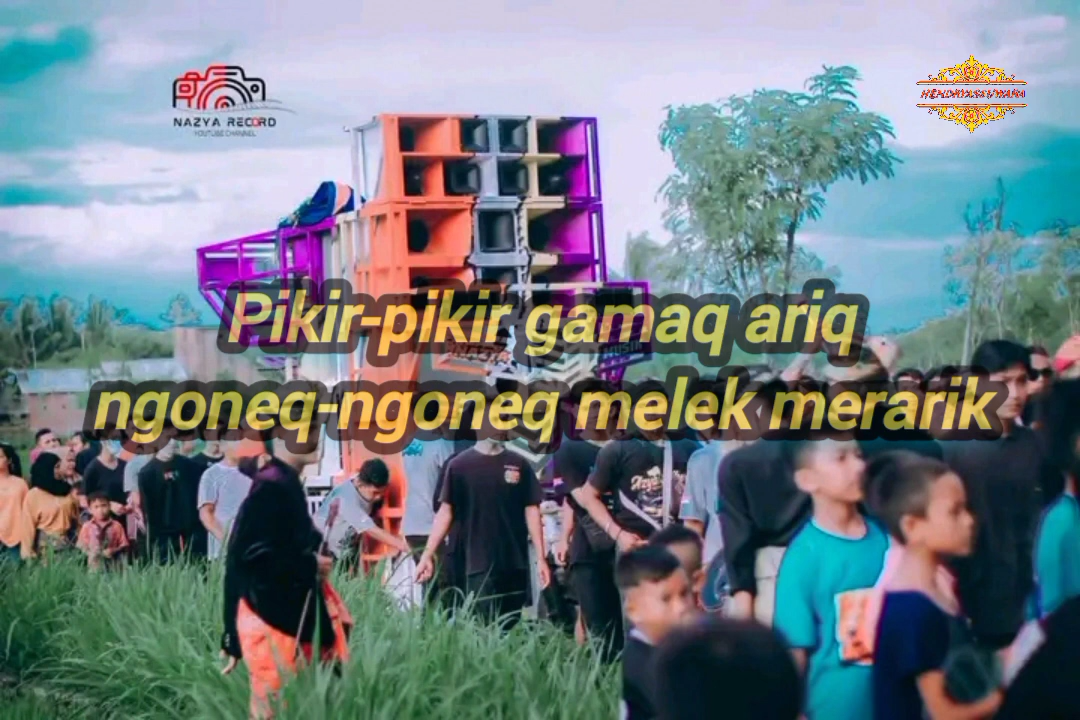 NAZYA RECORD
YOUTUBE CHANNEL
Pikir-pikir gamaq ariq
ngoneq-ngoneq melek merarik